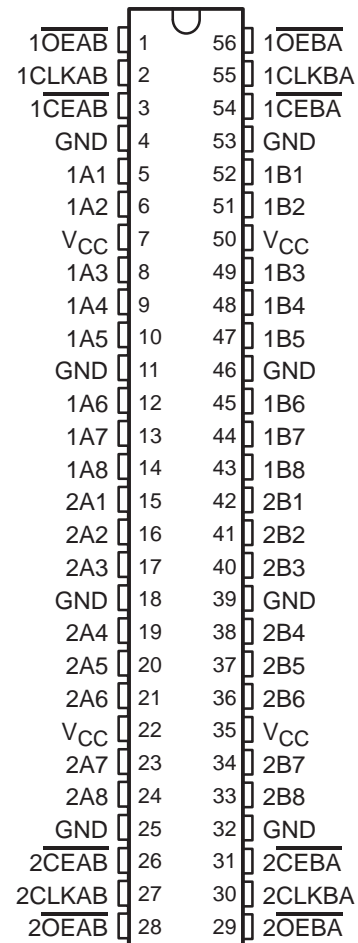 1OEAB 1 56 1OEBA
1CLKAB 2 55 1CLKBA
1CEAB 3 54 1CEBA
GND 4 53 GND
1A1 5 52 1B1
1A2 6 51 1B2
VCC 7 50 VCC
1A3 8 49 1B3
1A4 9 48 1B4
1A5 10 47 1B5
GND 11 46 GND
1A6 12 45 1B6
1A7 13 44 1B7
1A8 14 43 1B8
2A1 15 42 2B1
2A2 16 41 2B2
2A3 17 40 2B3
GND 18 39 GND
2A4 19 38 2B4
2A5 20 37 2B5
2A6 21 36 2B6
VCC 22 35 VCC
2A7 23 34 2B7
2A8 24 33 2B8
GND 25 32 GND
2CEAB 26 31 2CEBA
2CLKAB 27 30 2CLKBA
2OEAB 28 29 2OEBA